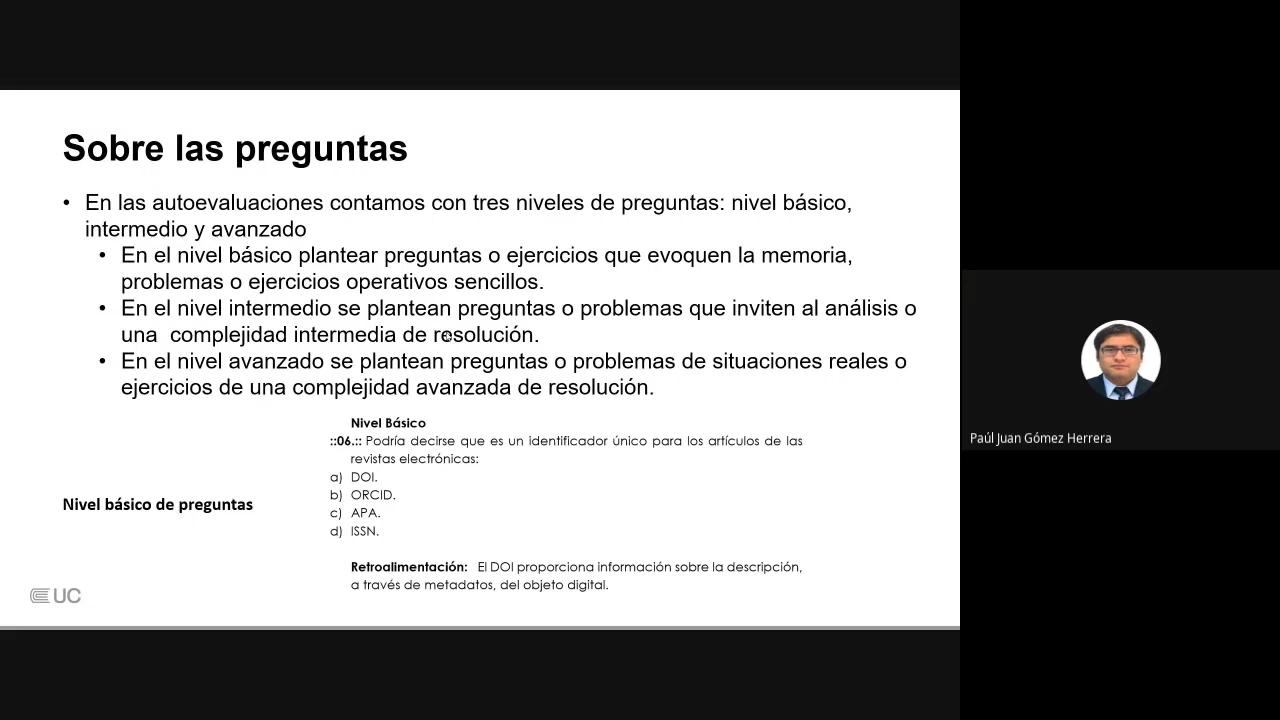 Sobre las preguntas
• En las autoevaluaciones contamos con tres niveles de preguntas: nivel básico,
intermedio y avanzado
• En el nivel básico plantear preguntas o ejercicios que evoquen la memoria,
problemas o ejercicios operativos sencillos.
• En el nivel intermedio se plantean preguntas o problemas que inviten al análisis o
una complejidad intermedia de resolución.
• En el nivel avanzado se plantean preguntas o problemas de situaciones reales o
ejercicios de una complejidad avanzada de resolución.
Nivel Básico
::06.:: Podría decirse que es un identificador único para los artículos de las
revistas electrónicas:
a) DOI.
b) ORCID.
c) APA.
d) ISSN.
Nivel básico de preguntas
Retroalimentación: El DOI proporciona información sobre la descripción,
a través de metadatos, del objeto digital.
UC
Paúl Juan Gómez Herrera